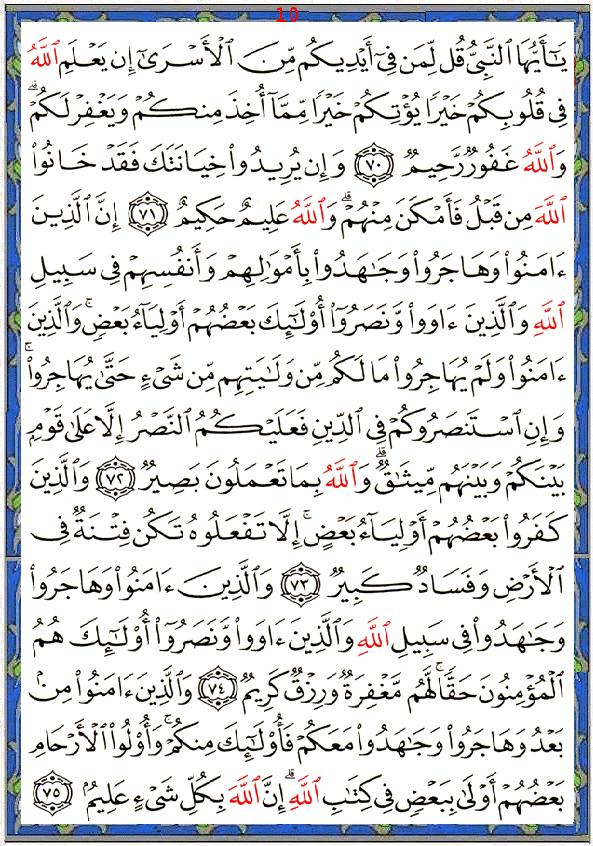 10
يَٰٓأَيُّهَا ٱلنَّبِيُّ قُل لِّمَن فِىٓ أَيْدِيكُم مِّنَ ٱلْأَسْرَىٰٓ إِن يَعْلَمِ ٱللَّهُ
فِى قُلُوبِكُمْ خَيْرًا يُؤْتِكُمْ خَيْرًا مِّمَّآ أُخِذَ مِنكُمْ وَيَغْفِرْ لَكُمْ ۗ
وَٱللَّهُ غَفُورٌ رَّحِيمٌ ﴿٧٠﴾ وَإِن يُرِيدُوا۟ خِيَانَتَكَ فَقَدْ خَانُوا۟
ٱللَّهَ مِن قَبْلُ فَأَمْكَنَ مِنْهُمْ ۗ وَٱللَّهُ عَلِيمٌ حَكِيمٌ ﴿٧١﴾ إِنَّ ٱلَّذِينَ
ءَامَنُوا۟ وَهَاجَرُوا۟ وَجَٰهَدُوا۟ بِأَمْوَٰلِهِمْ وَأَنفُسِهِمْ فِى سَبِيلِ
ٱللَّهِ وَٱلَّذِينَ ءَاوَوا۟ وَّنَصَرُوٓا۟ أُو۟لَٰٓئِكَ بَعْضُهُمْ أَوْلِيَآءُ بَعْضٍ ۚ وَٱلَّذِينَ
ءَامَنُوا۟ وَلَمْ يُهَاجِرُوا۟ مَا لَكُم مِّن وَلَٰيَتِهِم مِّن شَىْءٍ حَتَّىٰ يُهَاجِرُوا۟ ۚ
وَإِنِ ٱسْتَنصَرُوكُمْ فِى ٱلدِّينِ فَعَلَيْكُمُ ٱلنَّصْرُ إِلَّا عَلَىٰ قَوْمٍۭ
بَيْنَكُمْ وَبَيْنَهُم مِّيثَٰقٌ ۗ وَٱللَّهُ بِمَا تَعْمَلُونَ بَصِيرٌ ﴿٧٢﴾ وَٱلَّذِينَ
كَفَرُوا۟ بَعْضُهُمْ أَوْلِيَآءُ بَعْضٍ ۚ إِلَّا تَفْعَلُوهُ تَكُن فِتْنَةٌ فِى
ٱلْأَرْضِ وَفَسَادٌ كَبِيرٌ ﴿٧٣﴾ وَٱلَّذِينَ ءَامَنُوا۟ وَهَاجَرُوا۟
وَجَٰهَدُوا۟ فِى سَبِيلِ ٱللَّهِ وَٱلَّذِينَ ءَاوَوا۟ وَّنَصَرُوٓا۟ أُو۟لَٰٓئِكَ هُمُ
ٱلْمُؤْمِنُونَ حَقًّا ۚ لَّهُم مَّغْفِرَةٌ وَرِزْقٌ كَرِيمٌ ﴿٧٤﴾ وَٱلَّذِينَ ءَامَنُوا۟ مِنۢ
بَعْدُ وَهَاجَرُوا۟ وَجَٰهَدُوا۟ مَعَكُمْ فَأُو۟لَٰٓئِكَ مِنكُمْ ۚ وَأُو۟لُوا۟ ٱلْأَرْحَامِ
بَعْضُهُمْ أَوْلَىٰ بِبَعْضٍ فِى كِتَٰبِ ٱللَّهِ ۗ إِنَّ ٱللَّهَ بِكُلِّ شَىْءٍ عَلِيمٌۢ ﴿٧٥﴾